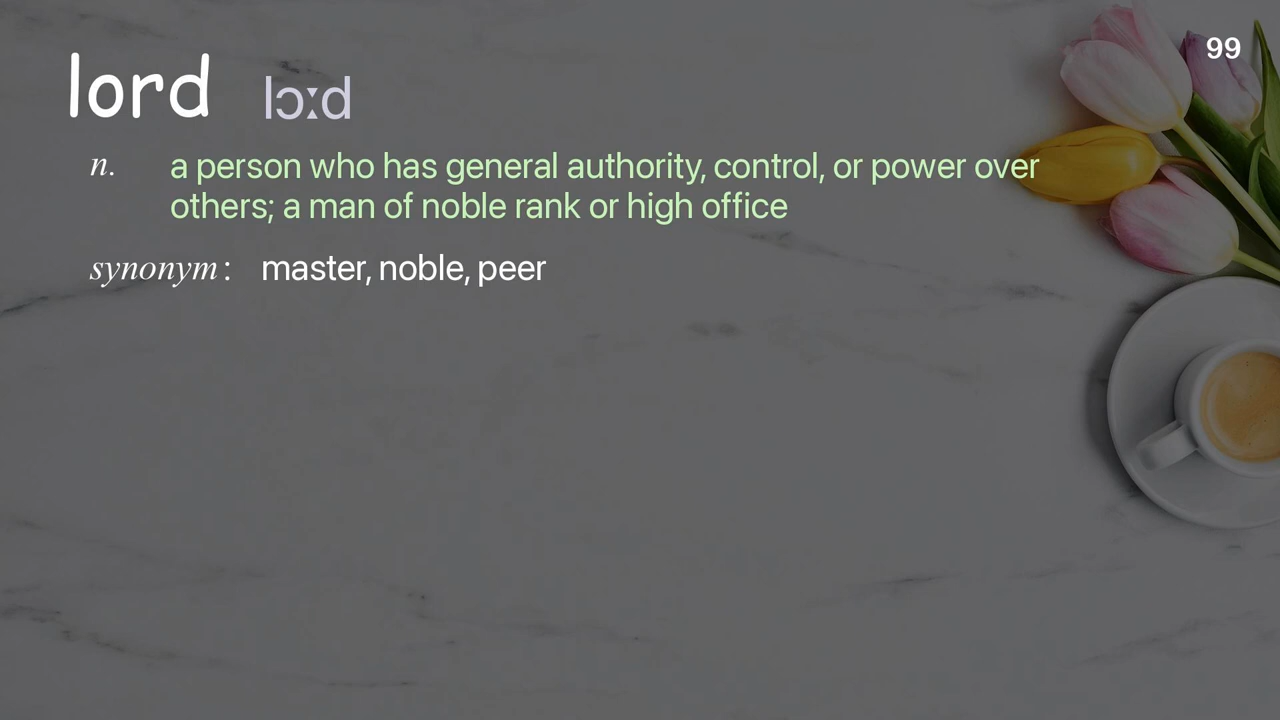 99
lord lɔːd
n. a person who has general authority, control, or power over
others; a man of noble rank or high office
synonym : master, noble, peer